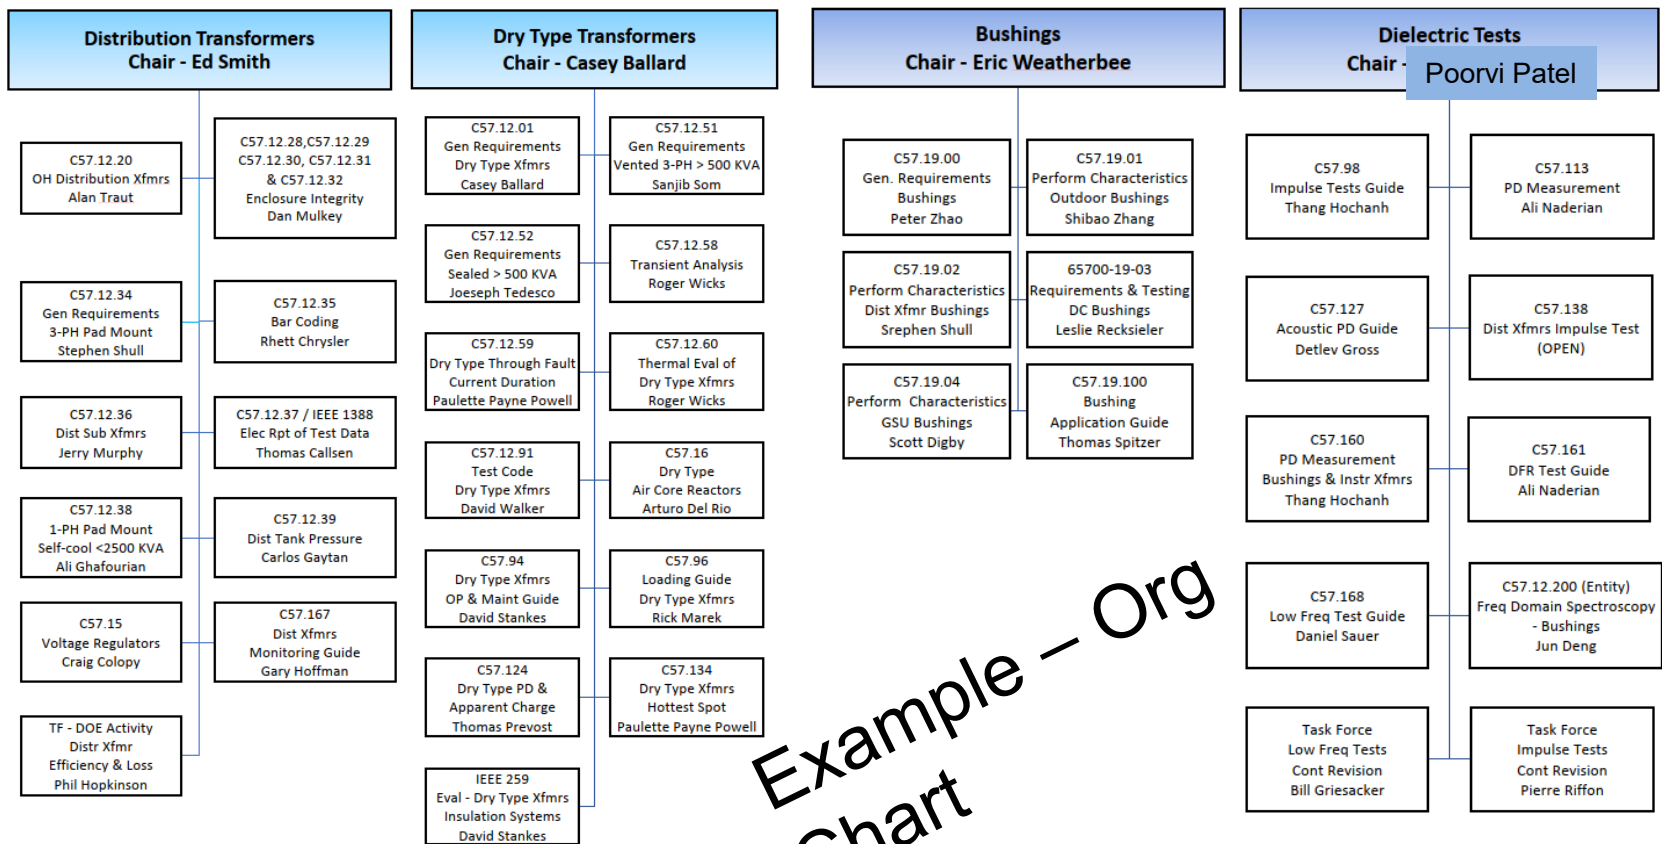 Distribution Transformers
Chair - Ed Smith
C57.12.20
OH Distribution Xfmrs
Alan Traut
C57.12.28,C57.12.29
C57.12.30, C57.12.31
& C57.12.32
Enclosure Integrity
Dan Mulkey
C57.12.34
Gen Requirements
3-PH Pad Mount
Stephen Shull
C57.12.35
Bar Coding
Rhett Chrysler
C57.12.36
Dist Sub Xfmrs
Jerry Murphy
C57.12.37 / IEEE 1388
Elec Rpt of Test Data
Thomas Callsen
C57.12.38
1-PH Pad Mount
Self-cool <2500 KVA
Ali Ghafourian
C57.12.39
Dist Tank Pressure
Carlos Gaytan
C57.15
Voltage Regulators
Craig Colopy
C57.167
Dist Xfmrs
Monitoring Guide
Gary Hoffman
TF - DOE Activity
Distr Xfmr
Efficiency & Loss
Phil Hopkinson
Dry Type Transformers
Chair - Casey Ballard
C57.12.01
Gen Requirements
Dry Type Xfmrs
Casey Ballard
C57.12.51
Gen Requirements
Vented 3-PH > 500 KVA
Sanjib Som
C57.12.52
Gen Requirements
Sealed > 500 KVA
Joeseph Tedesco
C57.12.58
Transient Analysis
Roger Wicks
C57.12.59
Dry Type Through Fault
Current Duration
Paulette Payne Powell
C57.12.60
Thermal Eval of
Dry Type Xfmrs
Roger Wicks
C57.12.91
Test Code
Dry Type Xfmrs
David Walker
C57.16
Dry Type
Air Core Reactors
Arturo Del Rio
C57.94
Dry Type Xfmrs
OP & Maint Guide
David Stankes
C57.96
Loading Guide
Dry Type Xfmrs
Rick Marek
C57.124
Dry Type PD &
Apparent Charge
Thomas Prevost
C57.134
Dry Type Xfmrs
Hottest Spot
Paulette Payne Powell
IEEE 259
Eval - Dry Type Xfmrs
Insulation Systems
David Stankes
Bushings
Chair - Eric Weatherbee
C57.19.00
Gen. Requirements
Bushings
Peter Zhao
C57.19.01
Perform Characteristics
Outdoor Bushings
Shibao Zhang
C57.19.02
Perform Characteristics
Dist Xfmr Bushings
Srephen Shull
65700-19-03
Requirements & Testing
DC Bushings
Leslie Recksieler
C57.19.04
Perform Characteristics
GSU Bushings
Scott Digby
C57.19.100
Bushing
Application Guide
Thomas Spitzer
Dielectric Tests
Chair - Poorvi Patel
C57.98
Impulse Tests Guide
Thang Hochanh
C57.113
PD Measurement
Ali Naderian
C57.127
Acoustic PD Guide
Detlev Gross
C57.138
Dist Xfmrs Impulse Test
(OPEN)
C57.160
PD Measurement
Bushings & Instr Xfmrs
Thang Hochanh
C57.161
DFR Test Guide
Ali Naderian
C57.168
Low Freq Test Guide
Daniel Sauer
C57.12.200 (Entity)
Freq Domain Spectroscopy
- Bushings
Jun Deng
Task Force
Low Freq Tests
Cont Revision
Bill Griesacker
Task Force
Impulse Tests
Cont Revision
Pierre Riffon
Example – Org
Chart